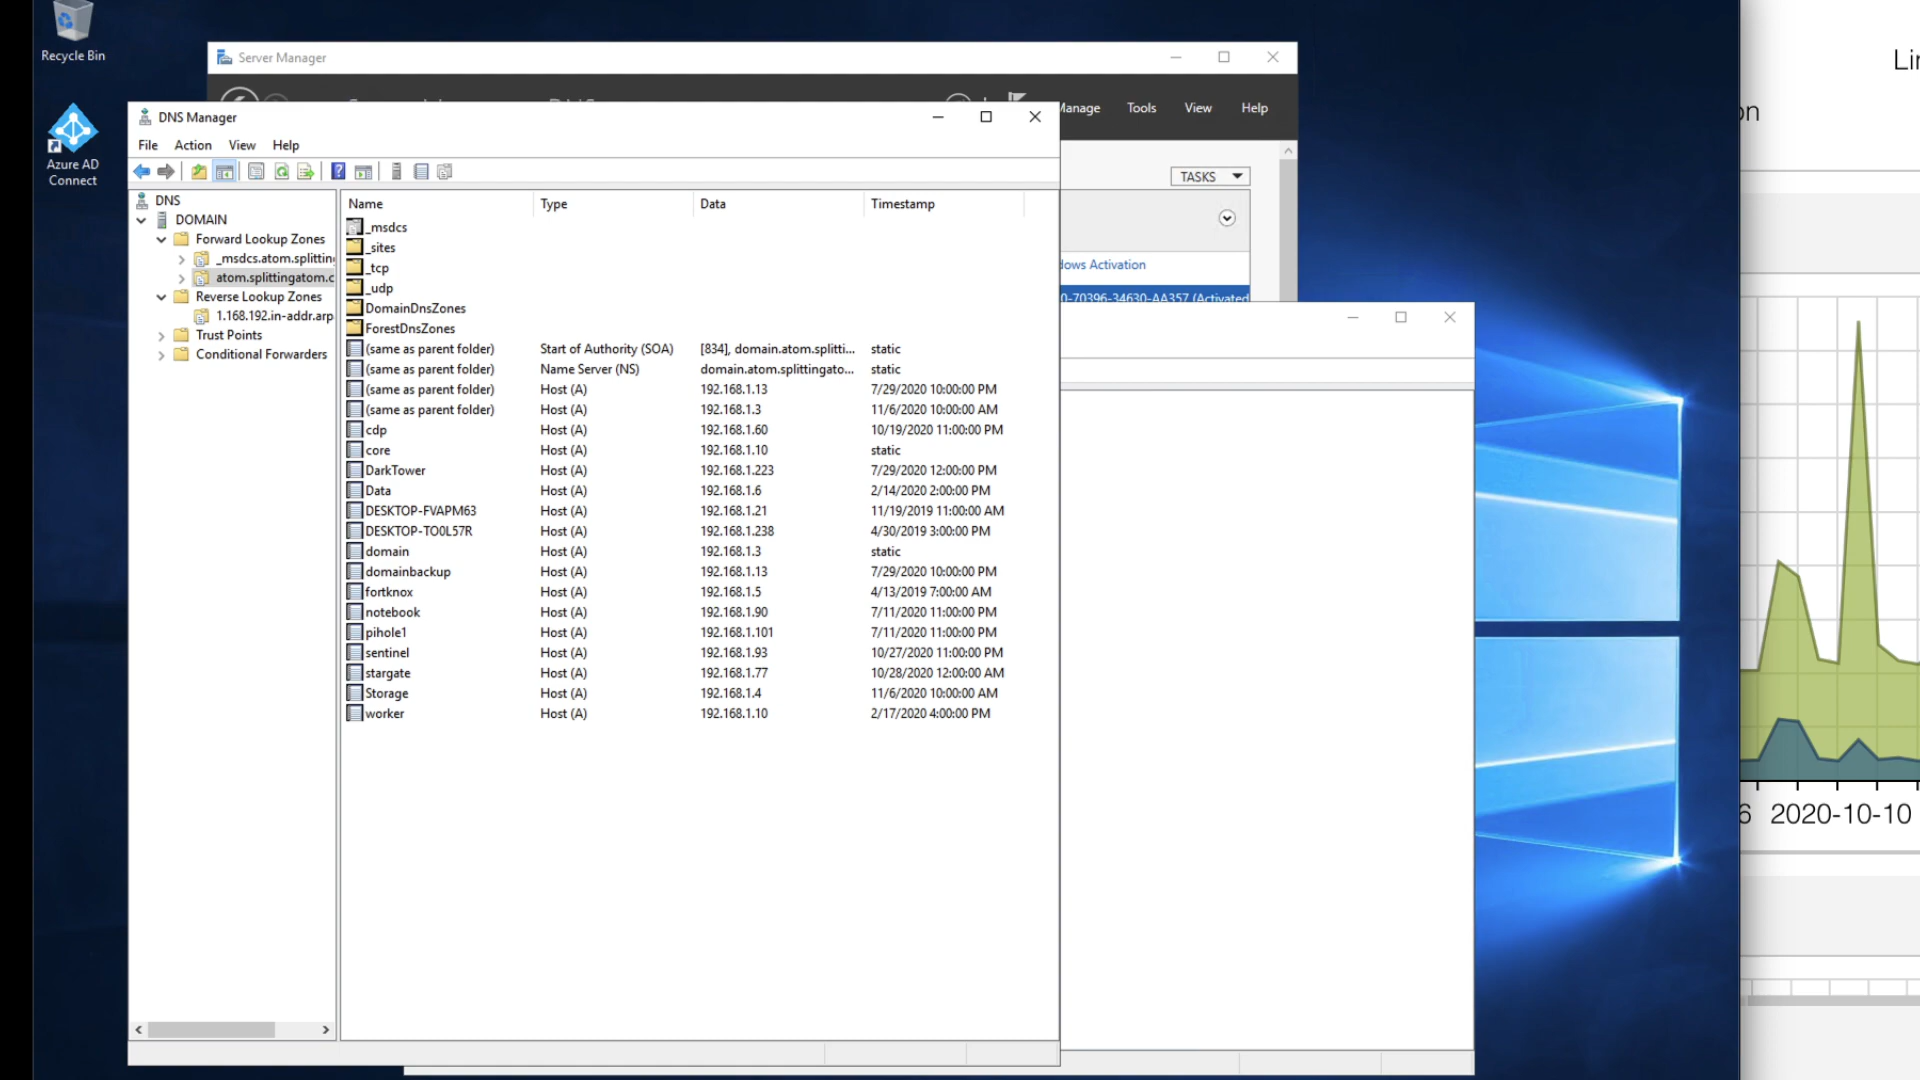 Recycle Bin
Azure AD
Connect
Server Manager
Manage Tools View Help
TASKS
dows Activation
0-70396-34630-AA357 (Activated
DNS Manager
File Action View Help
DNS
DOMAIN
Forward Lookup Zones
_msdcs.atom.splitting
atom.splittingatom.c
Reverse Lookup Zones
1.168.192.in-addr.arp
Trust Points
Conditional Forwarders
Name Type Data Timestamp
_msdcs
_sites
_tcp
_udp
DomainDnsZones
ForestDnsZones
(same as parent folder) Start of Authority (SOA) [834], domain.atom.splitti... static
(same as parent folder) Name Server (NS) domain.atom.splittingato... static
(same as parent folder) Host (A) 192.168.1.13 7/29/2020 10:00:00 PM
(same as parent folder) Host (A) 192.168.1.3 11/6/2020 10:00:00 AM
cdp Host (A) 192.168.1.60 10/19/2020 11:00:00 PM
core Host (A) 192.168.1.10 static
DarkTower Host (A) 192.168.1.223 7/29/2020 12:00:00 PM
Data Host (A) 192.168.1.6 2/14/2020 2:00:00 PM
DESKTOP-FVAPM63 Host (A) 192.168.1.21 11/19/2019 11:00:00 AM
DESKTOP-TO0L57R Host (A) 192.168.1.238 4/30/2019 3:00:00 PM
domain Host (A) 192.168.1.3 static
domainbackup Host (A) 192.168.1.13 7/29/2020 10:00:00 PM
fortknox Host (A) 192.168.1.5 4/13/2019 7:00:00 AM
notebook Host (A) 192.168.1.90 7/11/2020 11:00:00 PM
pihole1 Host (A) 192.168.1.101 7/11/2020 11:00:00 PM
sentinel Host (A) 192.168.1.93 10/27/2020 11:00:00 PM
stargate Host (A) 192.168.1.77 10/28/2020 12:00:00 AM
Storage Host (A) 192.168.1.4 11/6/2020 10:00:00 AM
worker Host (A) 192.168.1.10 2/17/2020 4:00:00 PM
Lin
on
6 2020-10-10